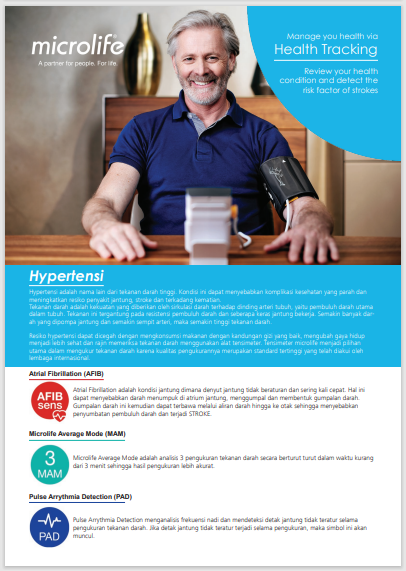 microlife®
A partner for people. For life.
Manage you health via
Health Tracking
Review your health
condition and detect the
risk factor of strokes
Hypertensi
Hypertensi adalah nama lain dari tekanan darah tinggi. Kondisi ini dapat menyebabkan komplikasi kesehatan yang parah dan
meningkatkan resiko penyakit jantung, stroke dan terkadang kematian.
Tekanan darah adalah kekuatan yang diberikan oleh sirkulasi darah terhadap dinding arteri tubuh, yaitu pembuluh darah utama
dalam tubuh. Tekanan ini tergantung pada resistensi pembuluh darah dan seberapa keras jantung bekerja. Semakin banyak dar-
ah yang dipompa jantung dan semakin sempit arteri, maka semakin tinggi tekanan darah.
Resiko hypertensi dapat dicegah dengan mengkonsumsi makanan dengan kandungan gizi yang baik, mengubah gaya hidup
menjadi lebih sehat dan rajin memeriksa tekanan darah menggunakan alat tensimeter. Tensimeter microlife menjadi pilihan
utama dalam mengukur tekanan darah karena kualitas pengukurannya merupakan standard tertinggi yang telah diakui oleh
lembaga internasional.
Atrial Fibrillation (AFIB)
AFIB
sens
Atrial Fibrillation adalah kondisi jantung dimana denyut jantung tidak beraturan dan sering kali cepat. Hal ini
dapat menyebabkan darah menumpuk di atrium jantung, menggumpal dan membentuk gumpalan darah.
Gumpalan darah ini kemudian dapat terbawa melalui aliran darah hingga ke otak sehingga menyebabkan
penyumbatan pembuluh darah dan terjadi STROKE.
Microlife Average Mode (MAM)
3
MAM
Microlife Average Mode adalah analisis 3 pengukuran tekanan darah secara berturut turut dalam waktu kurang
dari 3 menit sehingga hasil pengukuran lebih akurat.
Pulse Arrythmia Detection (PAD)
PAD
Pulse Arrythmia Detection menganalisis frekuensi nadi dan mendeteksi detak jantung tidak teratur selama
pengukuran tekanan darah. Jika detak jantung tidak teratur terjadi selama pengukuran, maka simbol ini akan
muncul.